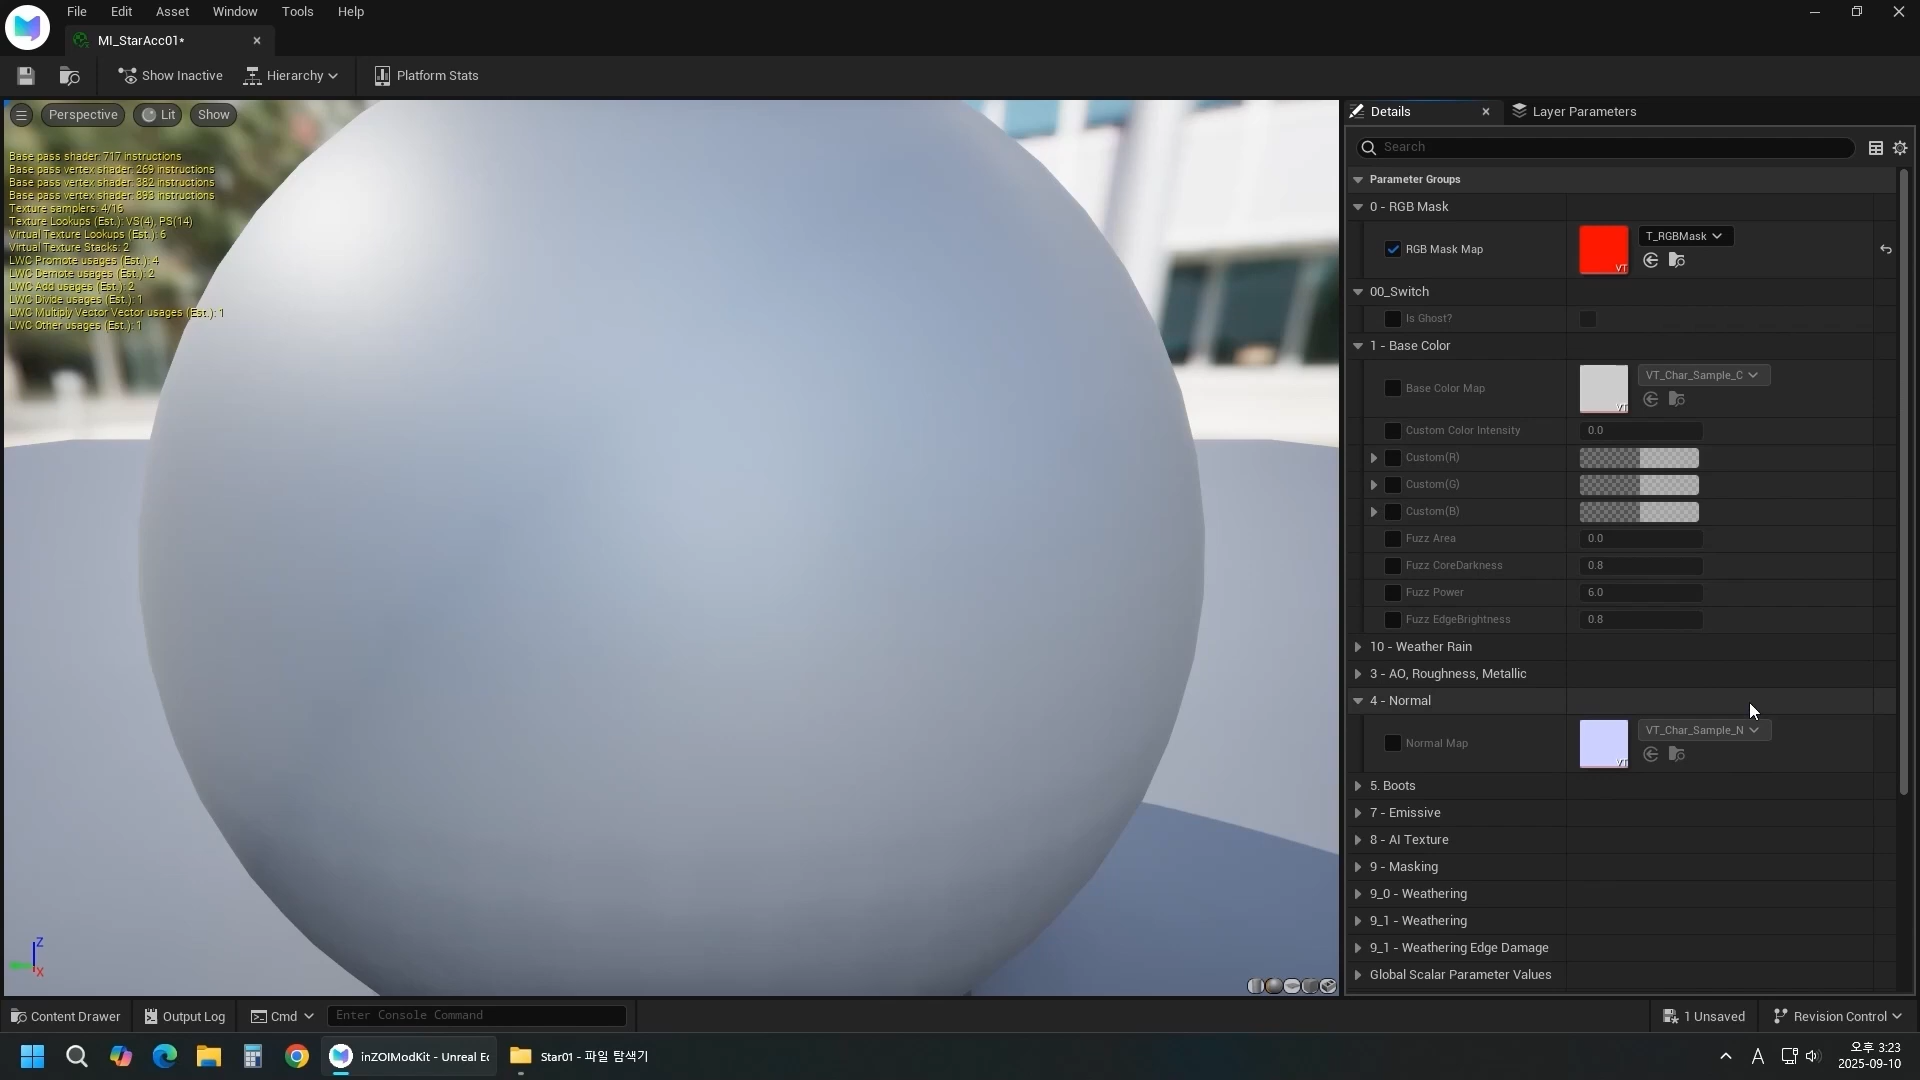 File Edit Asset Window Tools Help
MI_StarAcc01*
Show Inactive Hierarchy Platform Stats
Perspective Lit Show
Base pass shader: 717 instructions
Base pass vertex shader: 269 instructions
Base pass vertex shader: 382 instructions
Base pass vertex shader: 893 instructions
Texture samplers: 4/16
Texture Lookups (Est.): VS(4), PS(14)
Virtual Texture Lookups (Est.): 6
Virtual Texture Stacks: 2
LWC Promote usages (Est.): 4
LWC Demote usages (Est.): 2
LWC Add usages (Est.): 2
LWC Divide usages (Est.): 1
LWC Multiply Vector Vector usages (Est.): 1
LWC Other usages (Est.): 1
Z
X
Details Layer Parameters
Search
Parameter Groups
0 - RGB Mask
RGB Mask Map VT T_RGBMask
00_Switch
Is Ghost?
1 - Base Color
Base Color Map VT VT_Char_Sample_C
Custom Color Intensity 0.0
Custom(R)
Custom(G)
Custom(B)
Fuzz Area 0.0
Fuzz CoreDarkness 0.8
Fuzz Power 6.0
Fuzz EdgeBrightness 0.8
10 - Weather Rain
3 - AO, Roughness, Metallic
4 - Normal
Normal Map VT VT_Char_Sample_N
5. Boots
7 - Emissive
8 - AI Texture
9 - Masking
9_0 - Weathering
9_1 - Weathering
9_1 - Weathering Edge Damage
Global Scalar Parameter Values
Content Drawer Output Log Cmd Enter Console Command 1 Unsaved Revision Control
inZOIModKit - Unreal Ec Star01 - 파일 탐색기 A 오후 3:23
2025-09-10